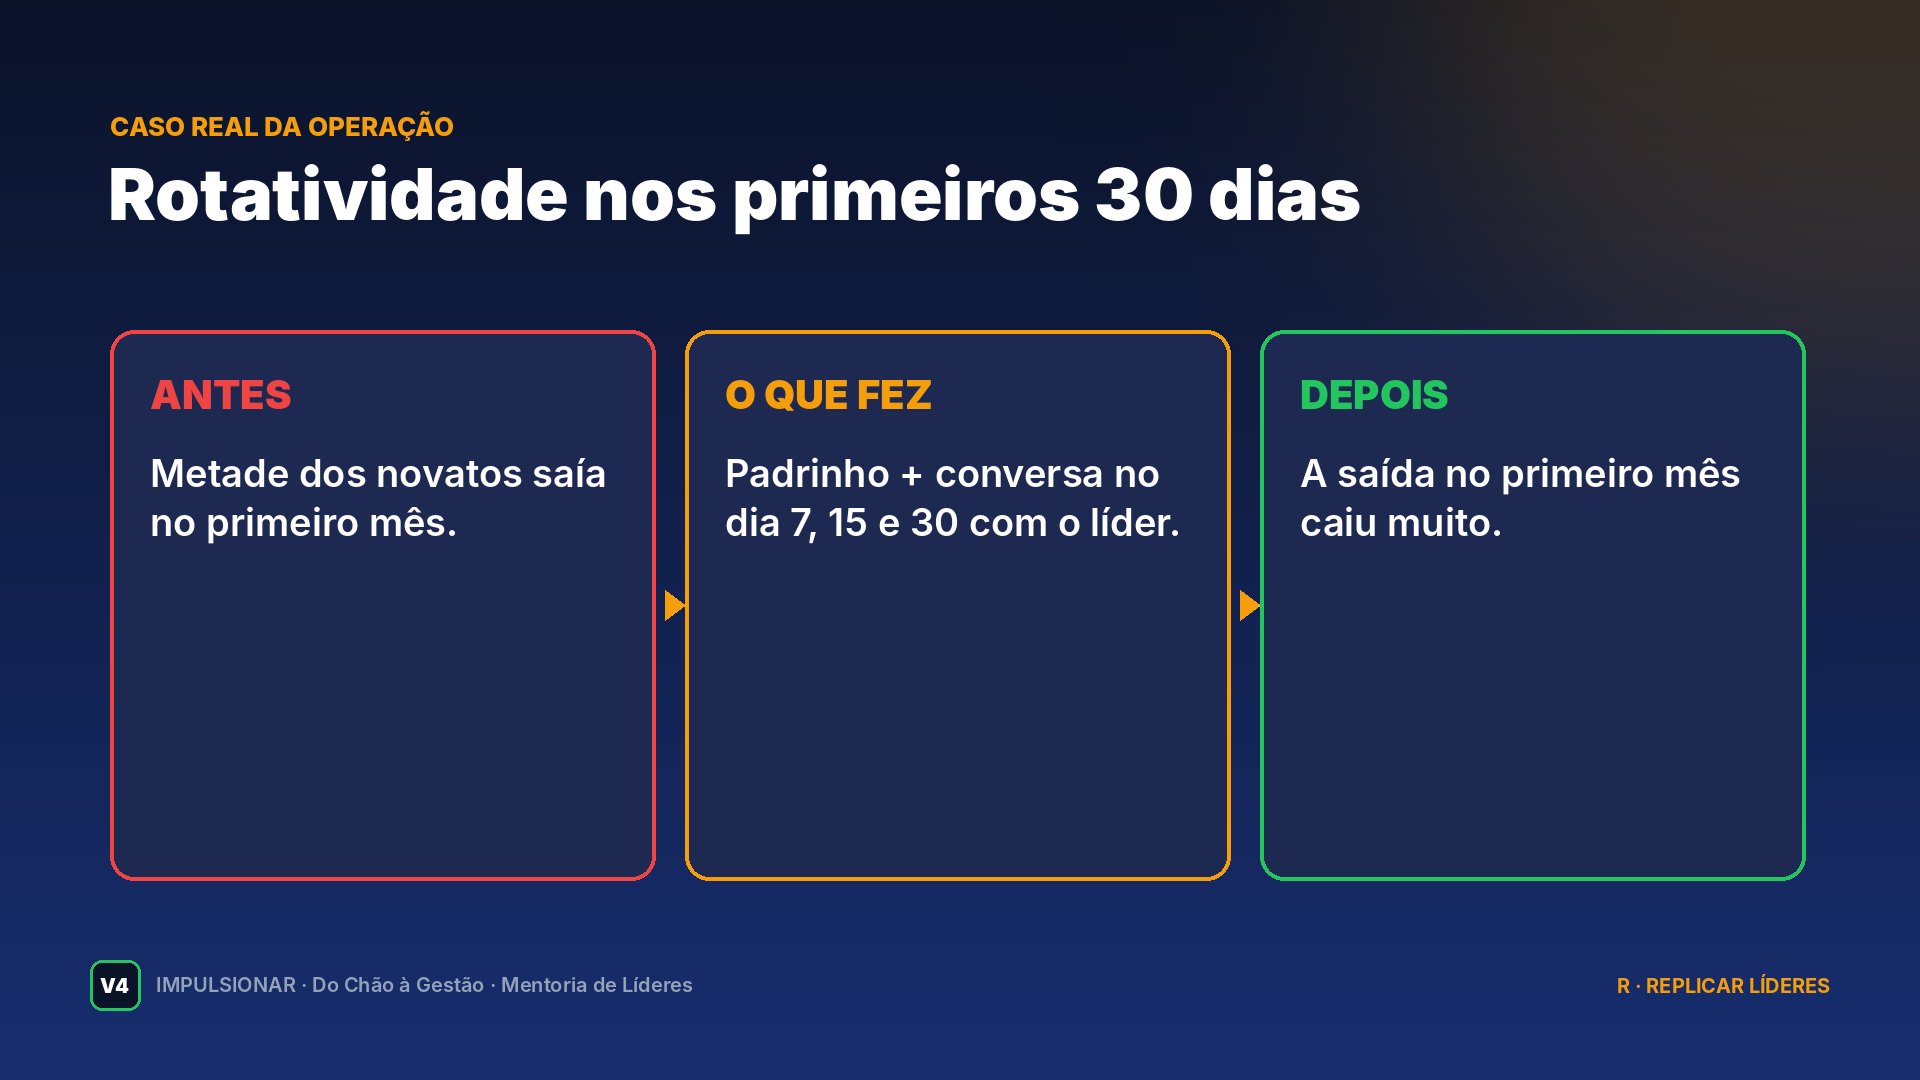 CASO REAL DA OPERAÇÃO
Rotatividade nos primeiros 30 dias
ANTES
Metade dos novatos saía
no primeiro mês.
O QUE FEZ
Padrinho + conversa no
dia 7, 15 e 30 com o líder.
DEPOIS
A saída no primeiro mês
caiu muito.
V4
IMPULSIONAR · Do Chão à Gestão · Mentoria de Líderes
R · REPLICAR LÍDERES